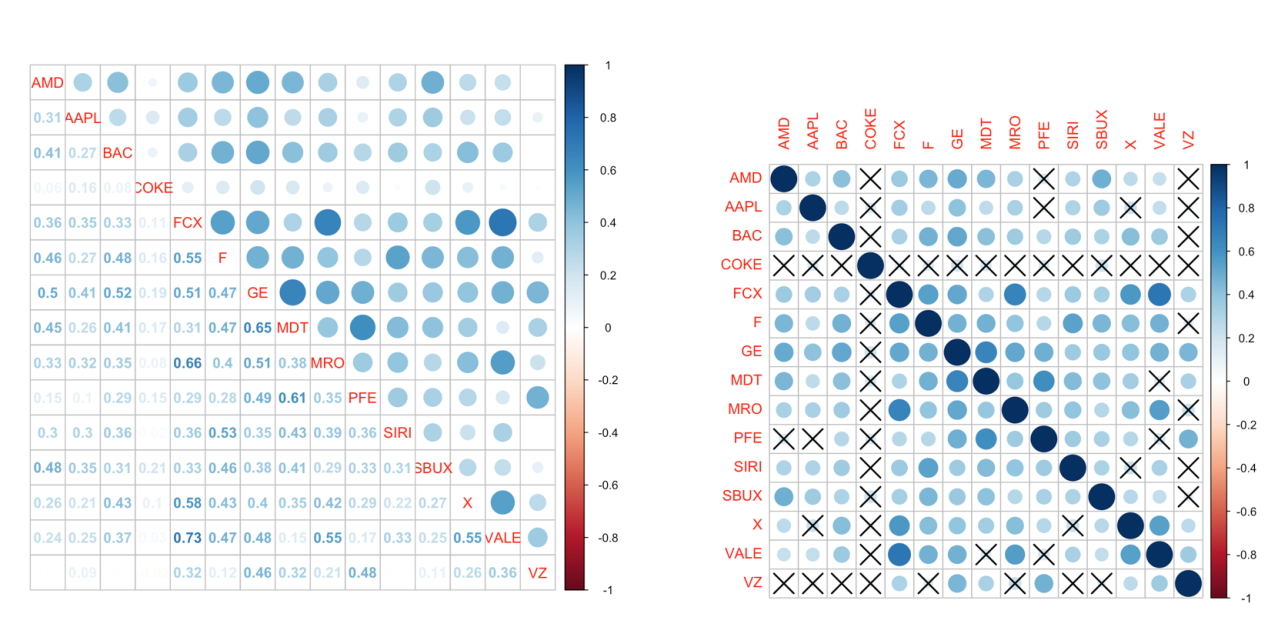 AMD
0.31 AAPL
0.41 0.27 BAC
0.06 0.16 0.08 COKE
0.36 0.35 0.33 0.11 FCX
0.46 0.27 0.48 0.16 0.55 F
0.5 0.41 0.52 0.19 0.51 0.47 GE
0.45 0.26 0.41 0.17 0.31 0.47 0.65 MDT
0.33 0.32 0.35 0.08 0.66 0.4 0.51 0.38 MRO
0.15 0.1 0.29 0.15 0.29 0.28 0.49 0.61 0.35 PFE
0.3 0.3 0.36 0.36 0.53 0.35 0.43 0.39 0.36 SIRI
0.48 0.35 0.31 0.21 0.33 0.46 0.38 0.41 0.29 0.33 0.31 SBUX
0.26 0.21 0.43 0.1 0.58 0.43 0.4 0.35 0.42 0.29 0.22 0.27 X
0.24 0.25 0.37 0.73 0.47 0.48 0.15 0.55 0.17 0.33 0.25 0.55 VALE
0.09 0.32 0.12 0.46 0.32 0.21 0.48 0.11 0.26 0.36 VZ
1
0.8
0.6
0.4
0.2
0
-0.2
-0.4
-0.6
-0.8
-1
AMD AAPL BAC COKE FCX F GE MDT MRO PFE SIRI SBUX X VALE VZ
AMD
AAPL
BAC
COKE
FCX
F
GE
MDT
MRO
PFE
SIRI
SBUX
X
VALE
VZ
1
0.8
0.6
0.4
0.2
0
-0.2
-0.4
-0.6
-0.8
-1